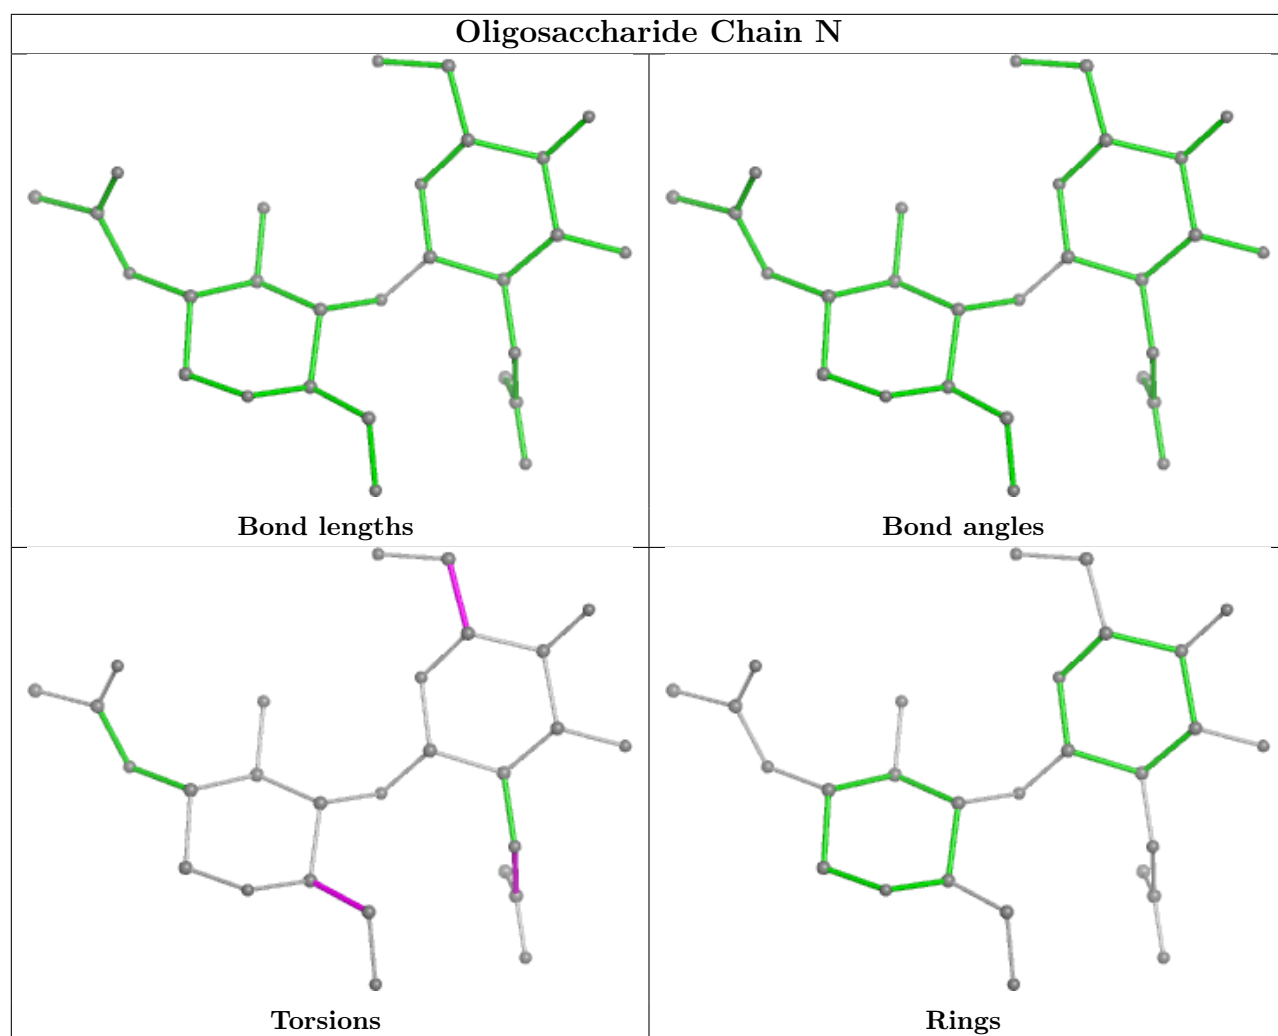 Oligosaccharide Chain N
Bond lengths
Bond angles
Torsions
Rings